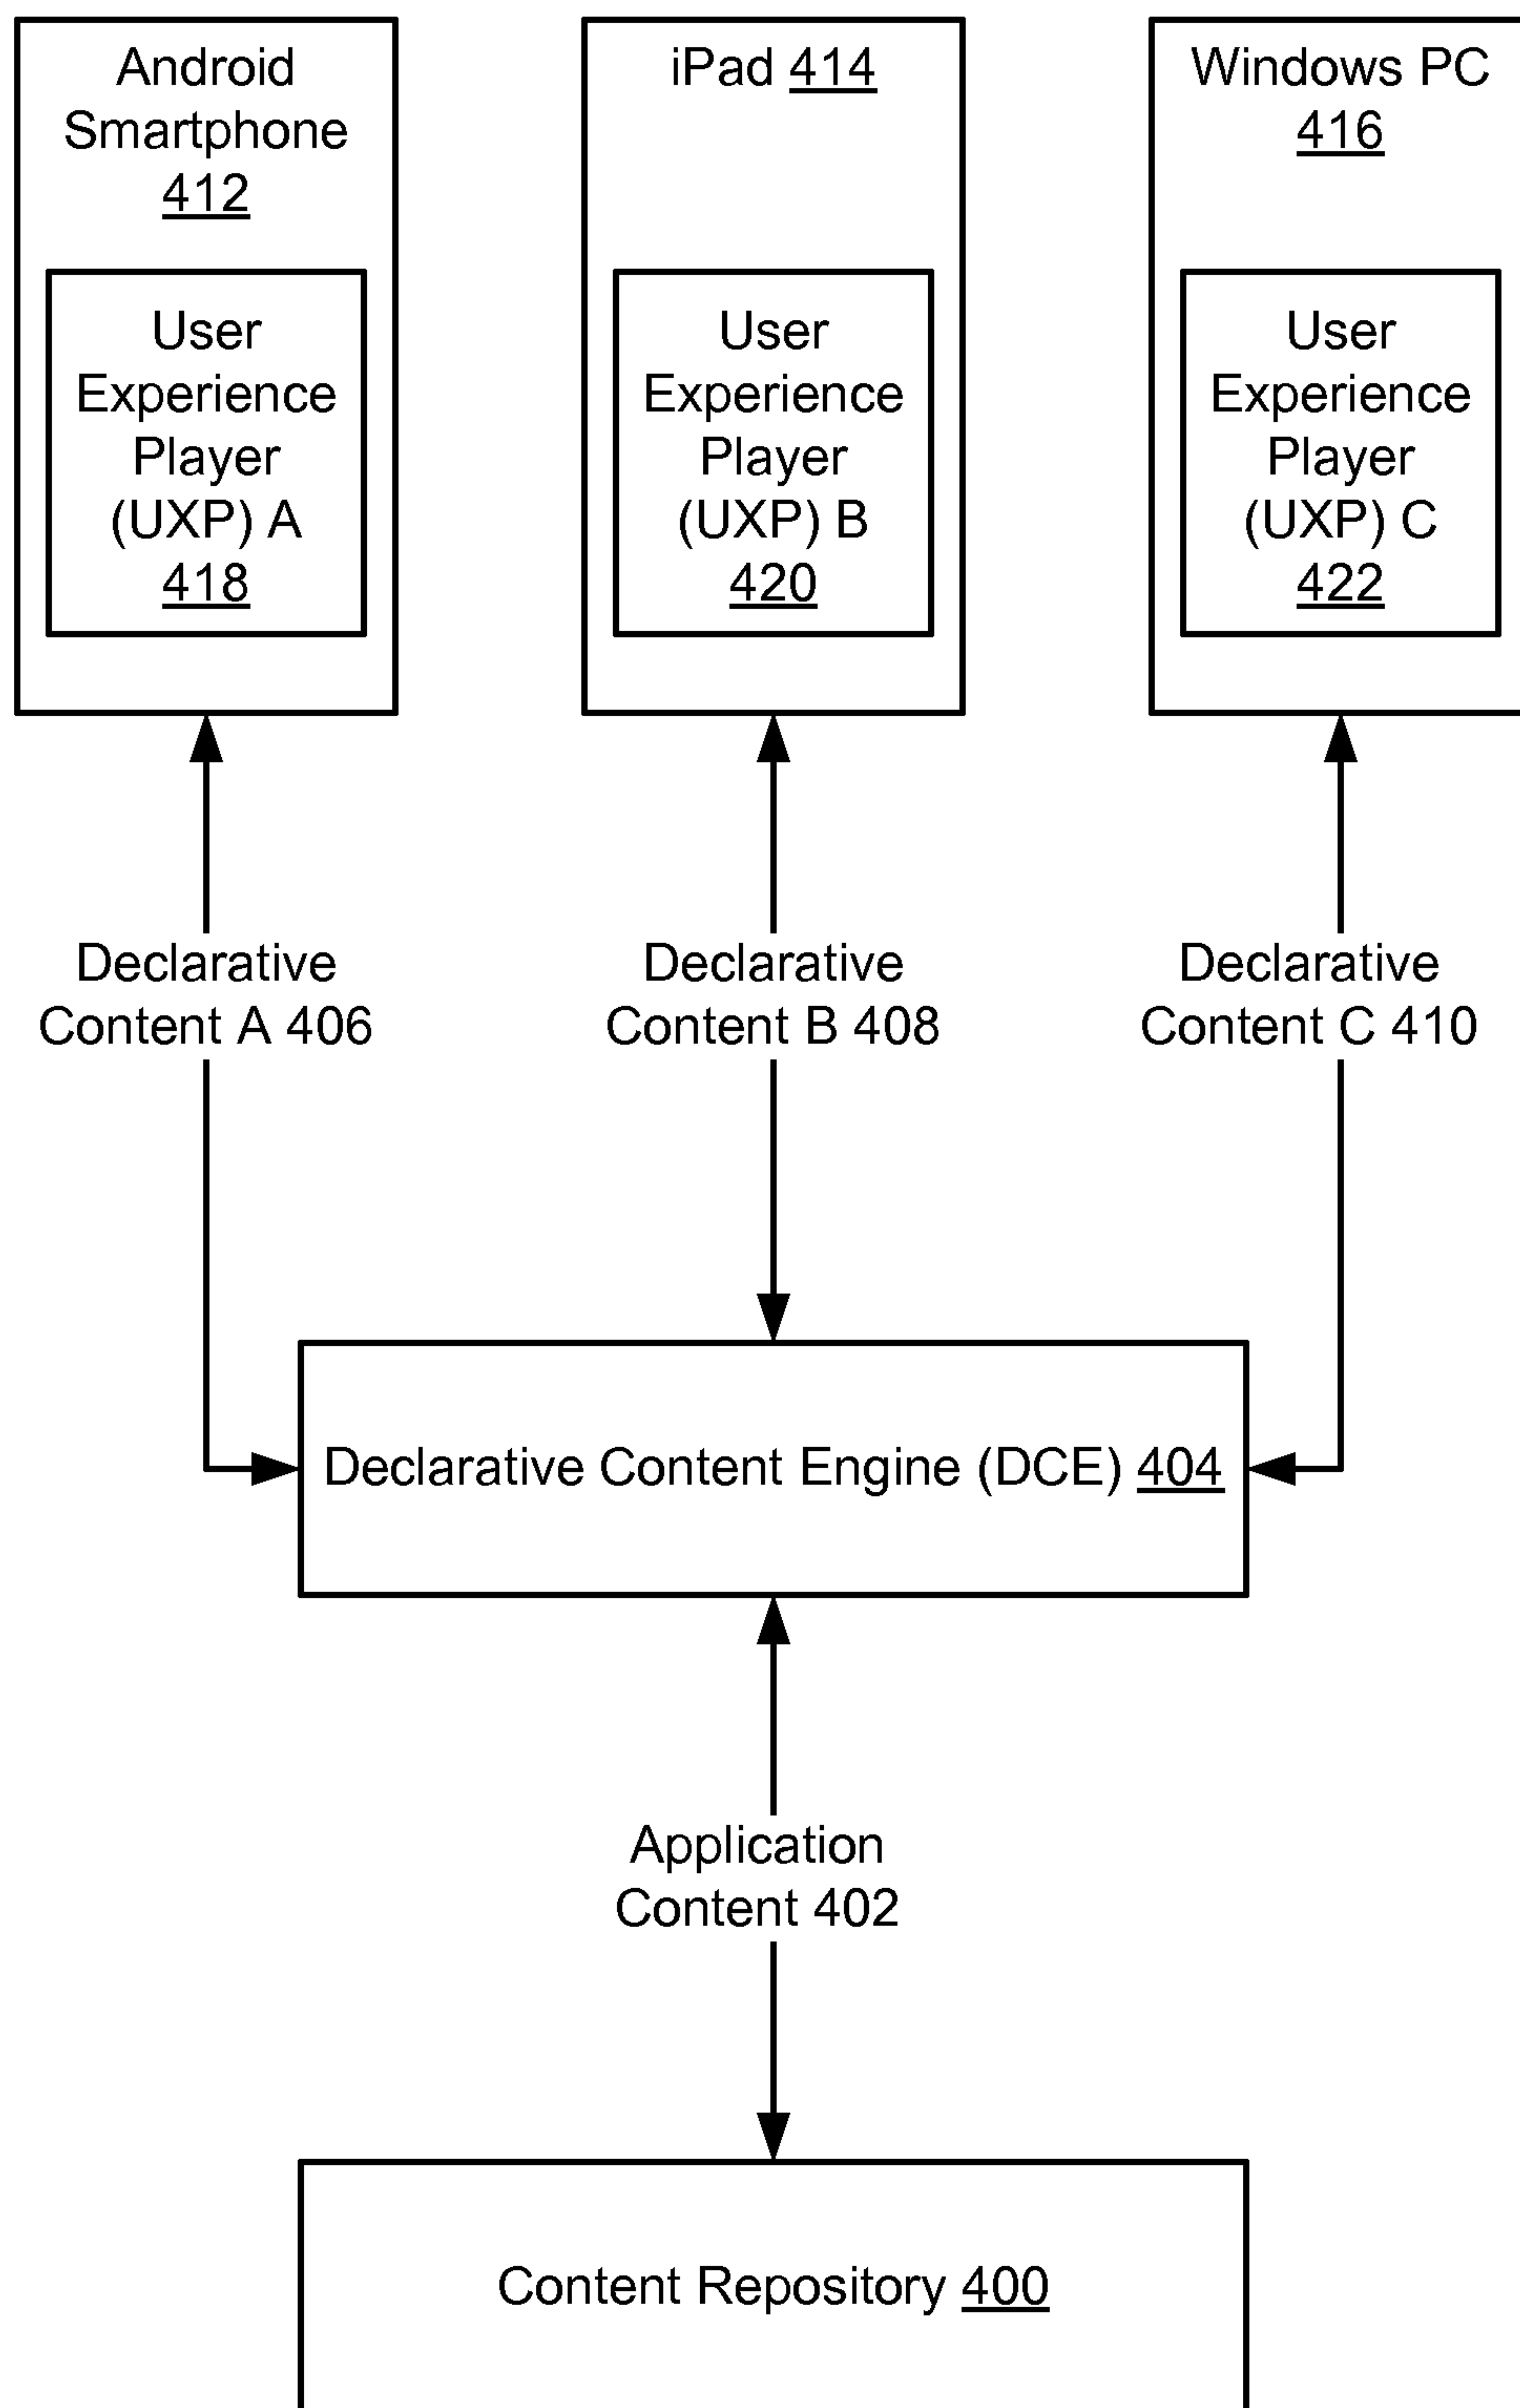 Android
Smartphone
412
User
Experience
Player
(UXP) A
418
iPad 414
User
Experience
Player
(UXP) B
420
Windows PC
416
User
Experience
Player
(UXP) C
422
Declarative
Content A 406
Declarative
Content B 408
Declarative
Content C 410
Declarative Content Engine (DCE) 404
Application
Content 402
Content Repository 400